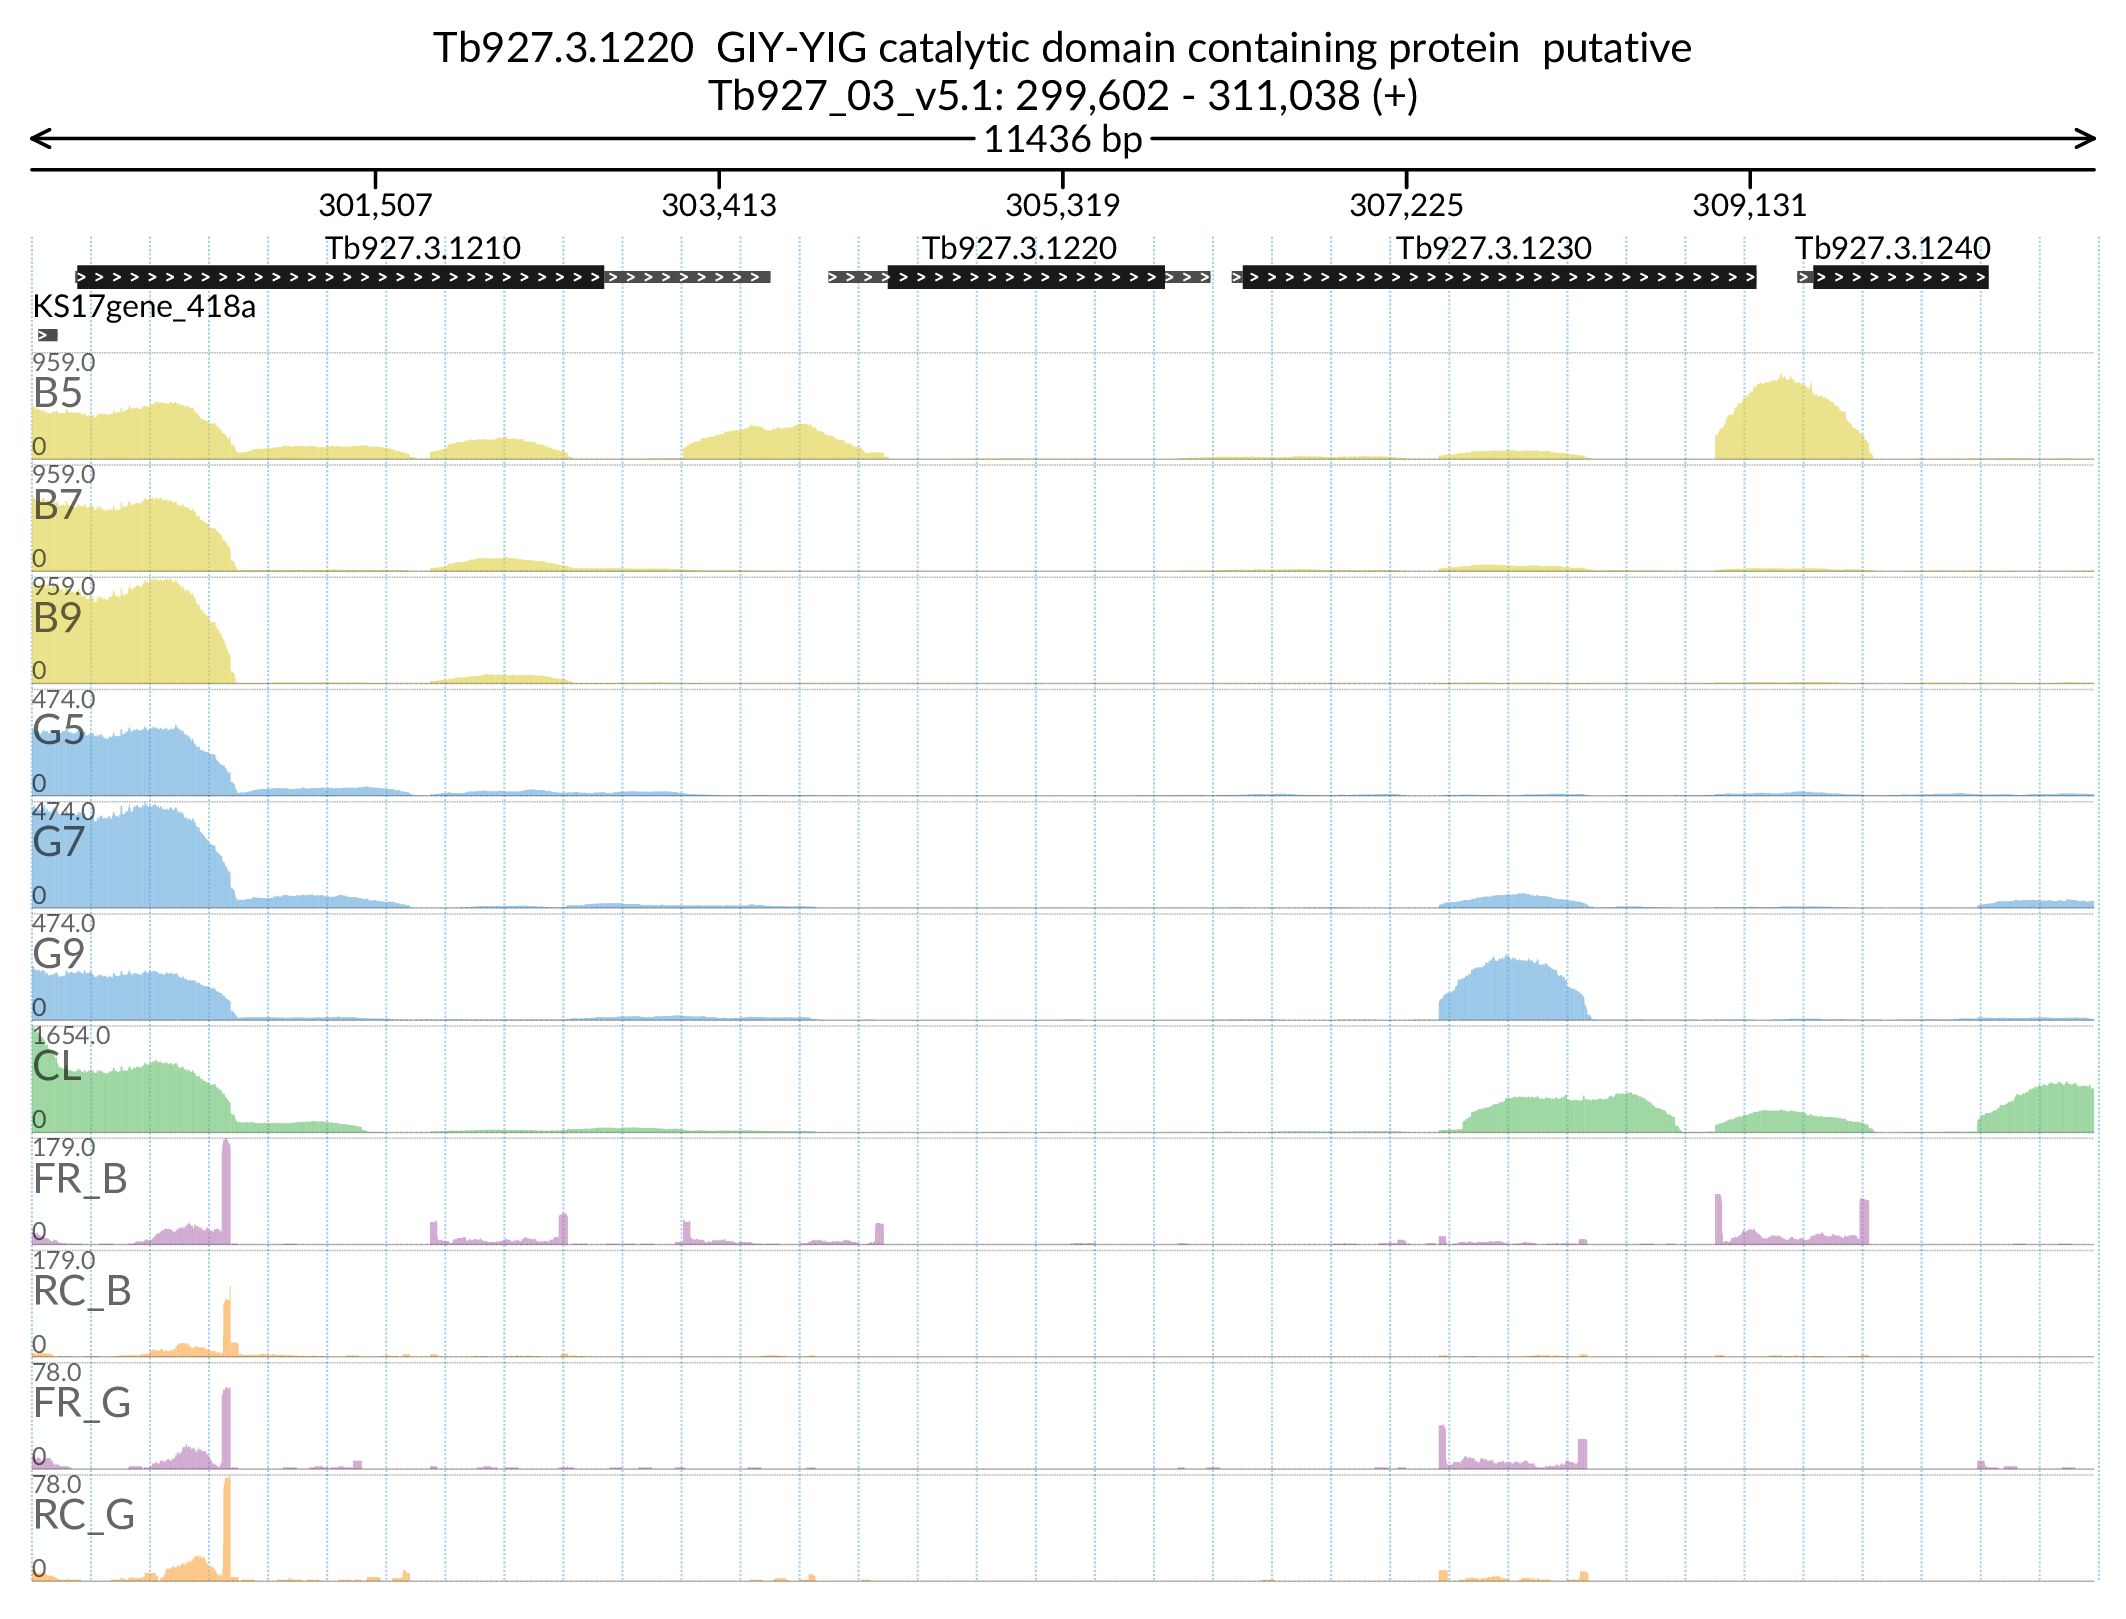 Tb927.3.1220  GIY-YIG catalytic domain containing protein  putative
Tb927_03_v5.1: 299,602 - 311,038 (+)
11436 bp
301,507 303,413 305,319 307,225 309,131
Tb927.3.1210 Tb927.3.1220 Tb927.3.1230 Tb927.3.1240
KS17gene_418a
959.0
B5
0
959.0
B7
0
959.0
B9
0
474.0
G5
0
474.0
G7
0
474.0
G9
0
1654.0
CL
0
179.0
FR_B
0
179.0
RC_B
0
78.0
FR_G
0
78.0
RC_G
0